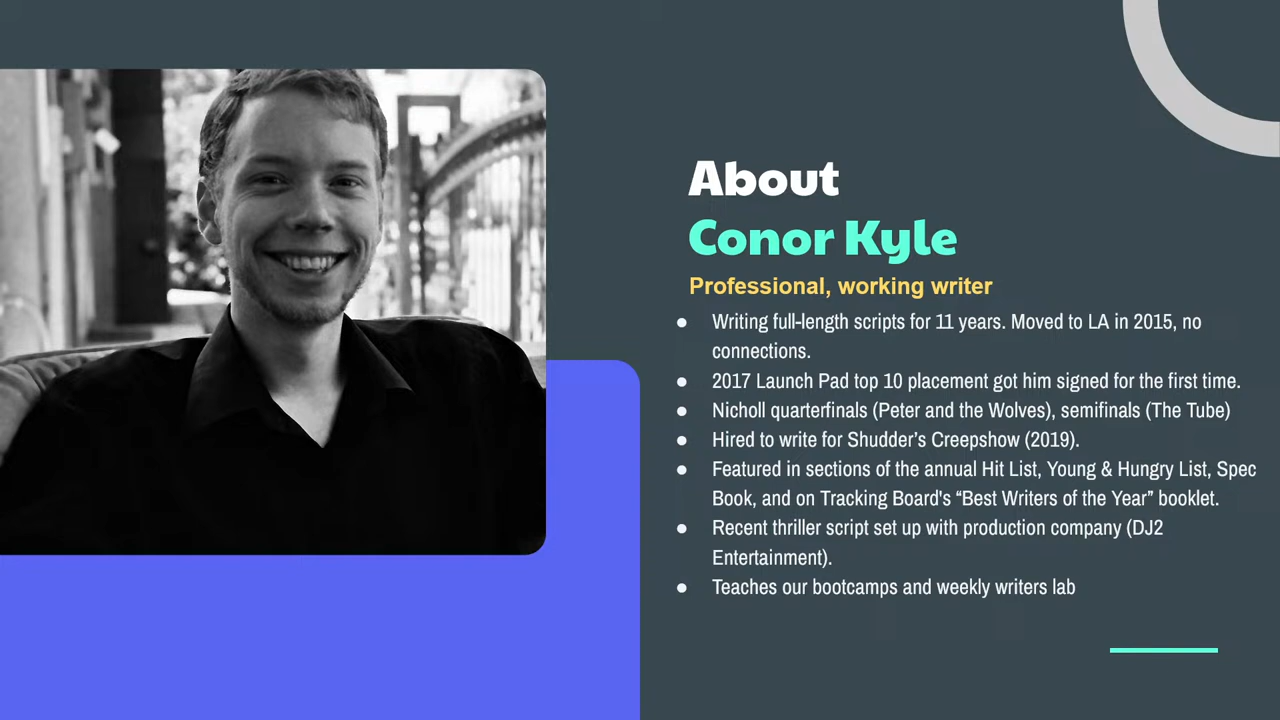 About
Conor Kyle
Professional, working writer
● Writing full-length scripts for 11 years. Moved to LA in 2015, no
connections.
● 2017 Launch Pad top 10 placement got him signed for the first time.
● Nicholl quarterfinals (Peter and the Wolves), semifinals (The Tube)
● Hired to write for Shudder’s Creepshow (2019).
● Featured in sections of the annual Hit List, Young & Hungry List, Spec
Book, and on Tracking Board's “Best Writers of the Year” booklet.
● Recent thriller script set up with production company (DJ2
Entertainment).
● Teaches our bootcamps and weekly writers lab